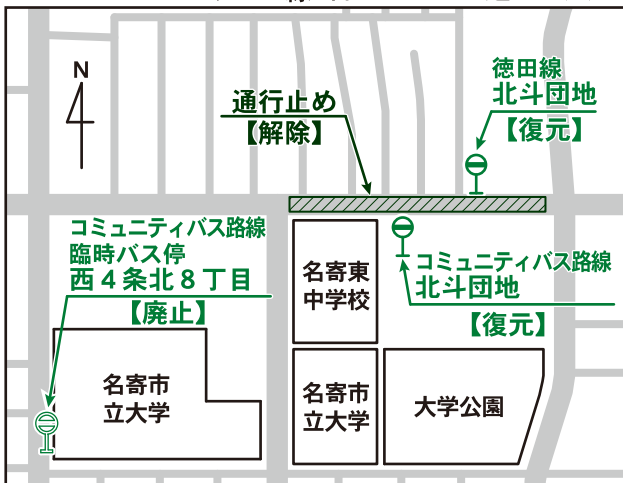 N
通行止め
【解除】
徳田線
北斗団地
【復元】
コミュニティバス路線
臨時バス停
西4条北8丁目
【廃止】
コミュニティバス路線
北斗団地
【復元】
名寄東
中学校
名寄市
立大学
名寄市
立大学
大学公園